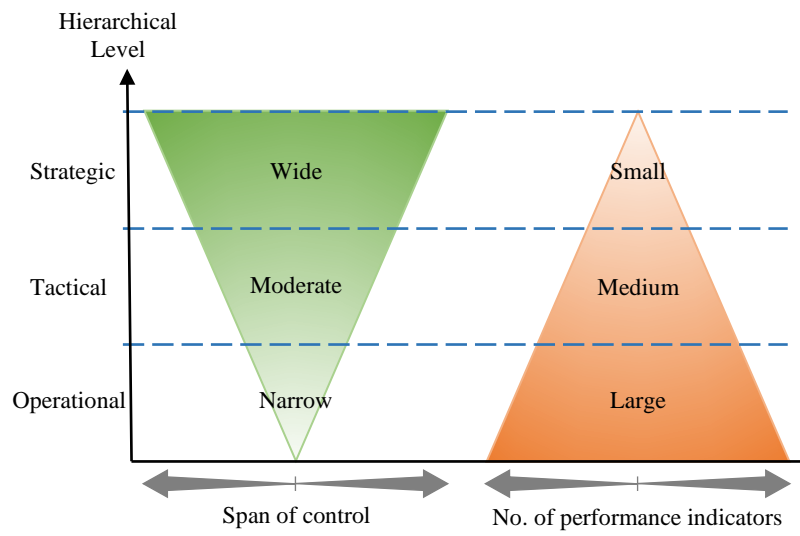 Hierarchical
Level
Strategic
Wide
Small
Tactical
Moderate
Medium
Operational
Narrow
Large
Span of control
No. of performance indicators